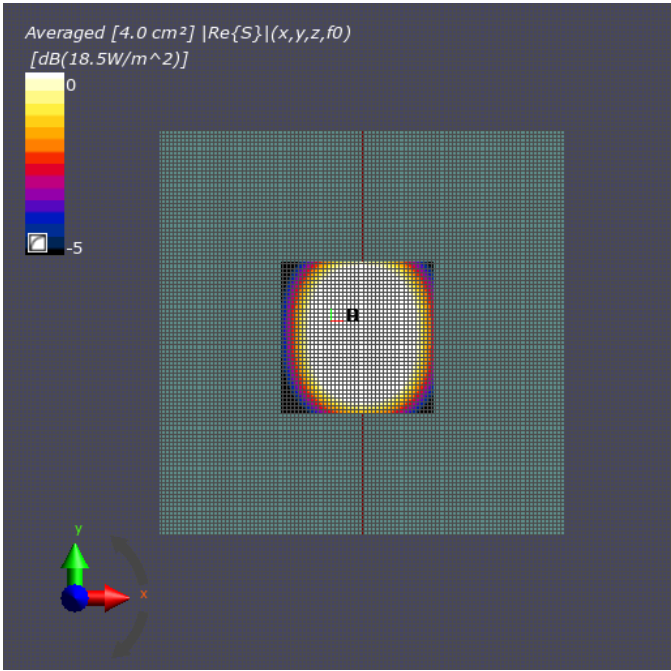 Averaged [4.0 cm²] |Re{S}|(x,y,z,f0)
[dB(18.5W/m^2)]
0
-5
y
x